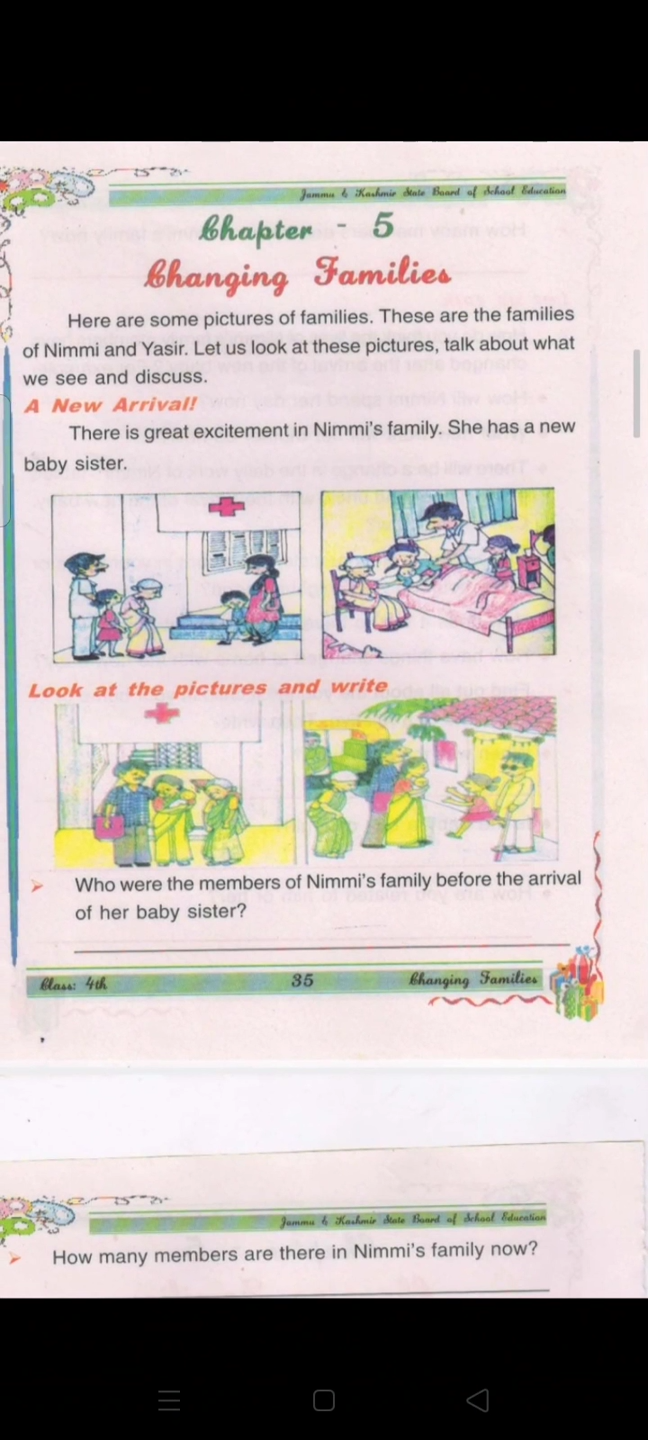 Jammu & Kashmir State Board of School Education
Chapter - 5
Changing Families
Here are some pictures of families. These are the families
of Nimmi and Yasir. Let us look at these pictures, talk about what
we see and discuss.
A New Arrival!
There is great excitement in Nimmi's family. She has a new
baby sister.
Look at the pictures and write
➤ Who were the members of Nimmi's family before the arrival
of her baby sister?
Class: 4th 35 Changing Families
Jammu & Kashmir State Board of School Education
➤ How many members are there in Nimmi's family now?